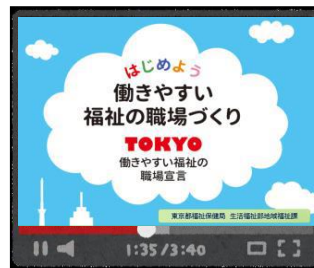 はじめよう
働きやすい
福祉の職場づくり
TOKYO
働きやすい福祉の
職場宣言
東京都福祉保健局 生活福祉部地域福祉課
1:35/3:40